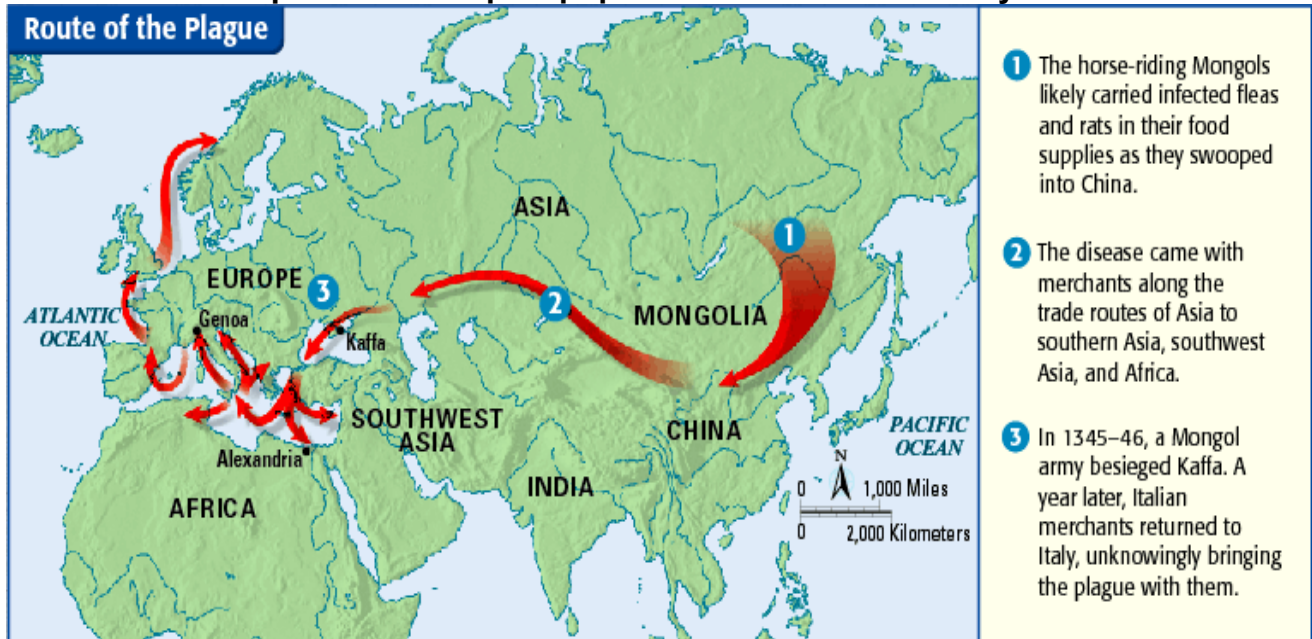 Route of the Plague
ASIA
EUROPE
3
1
2
MONGOLIA
ATLANTIC
OCEAN
Genoa
Kaffa
SOUTHWEST
ASIA
CHINA
PACIFIC
OCEAN
Alexandria
INDIA
AFRICA
N
0 1,000 Miles
0 2,000 Kilometers
1 The horse-riding Mongols
likely carried infected fleas
and rats in their food
supplies as they swooped
into China.
2 The disease came with
merchants along the
trade routes of Asia to
southern Asia, southwest
Asia, and Africa.
3 In 1345–46, a Mongol
army besieged Kaffa. A
year later, Italian
merchants returned to
Italy, unknowingly bringing
the plague with them.